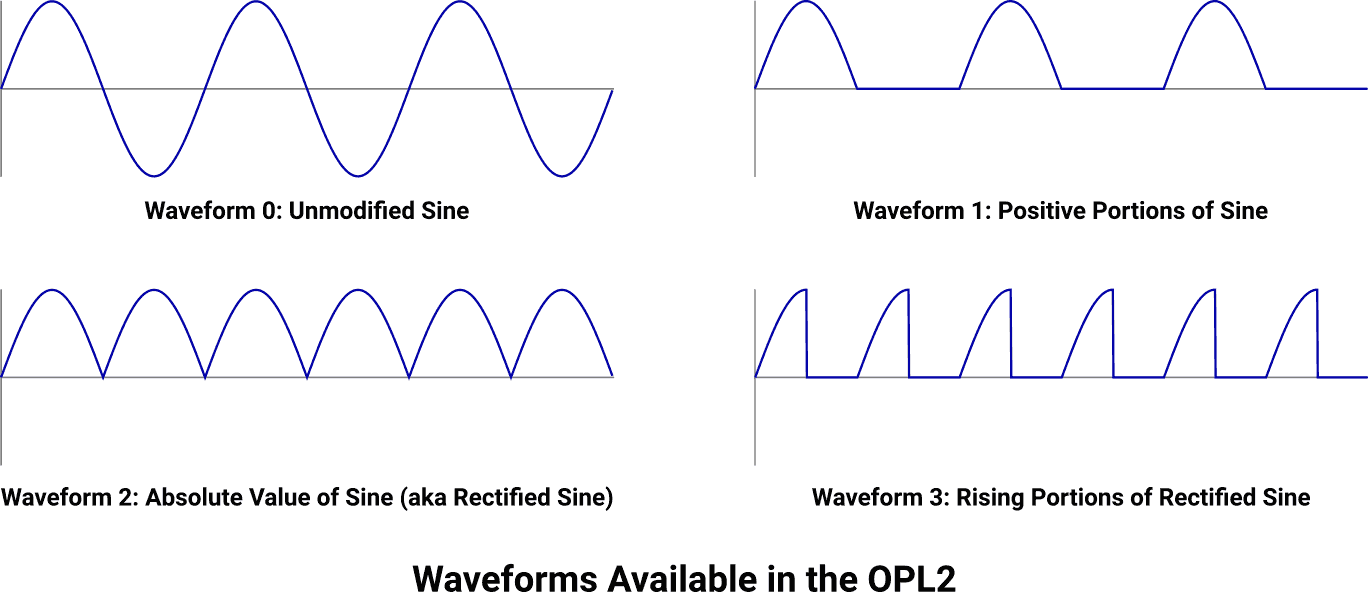 Waveform 0: Unmodified Sine
Waveform 1: Positive Portions of Sine
Waveform 2: Absolute Value of Sine (aka Rectified Sine)
Waveform 3: Rising Portions of Rectified Sine
Waveforms Available in the OPL2